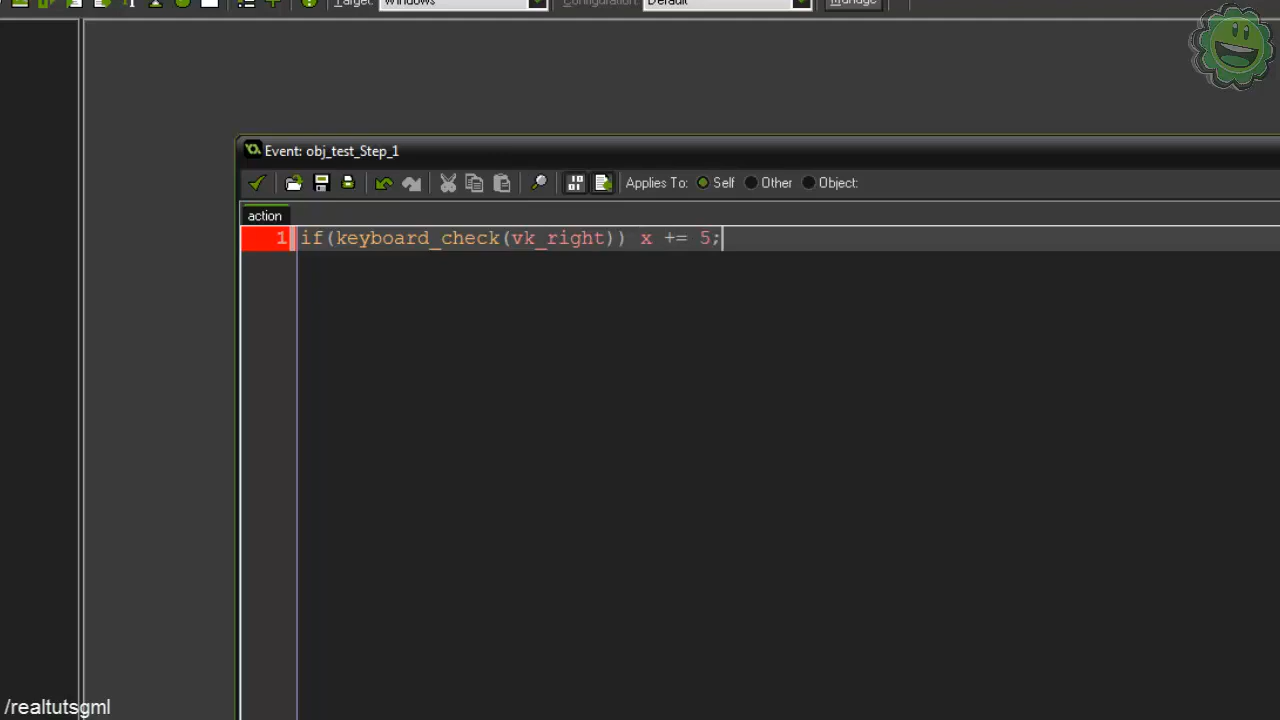 Target: Windows Configuration: Default Manage
Event: obj_test_Step_1
Applies To: Self Other Object:
action
1 if(keyboard_check(vk_right)) x += 5;
/realtutsgml